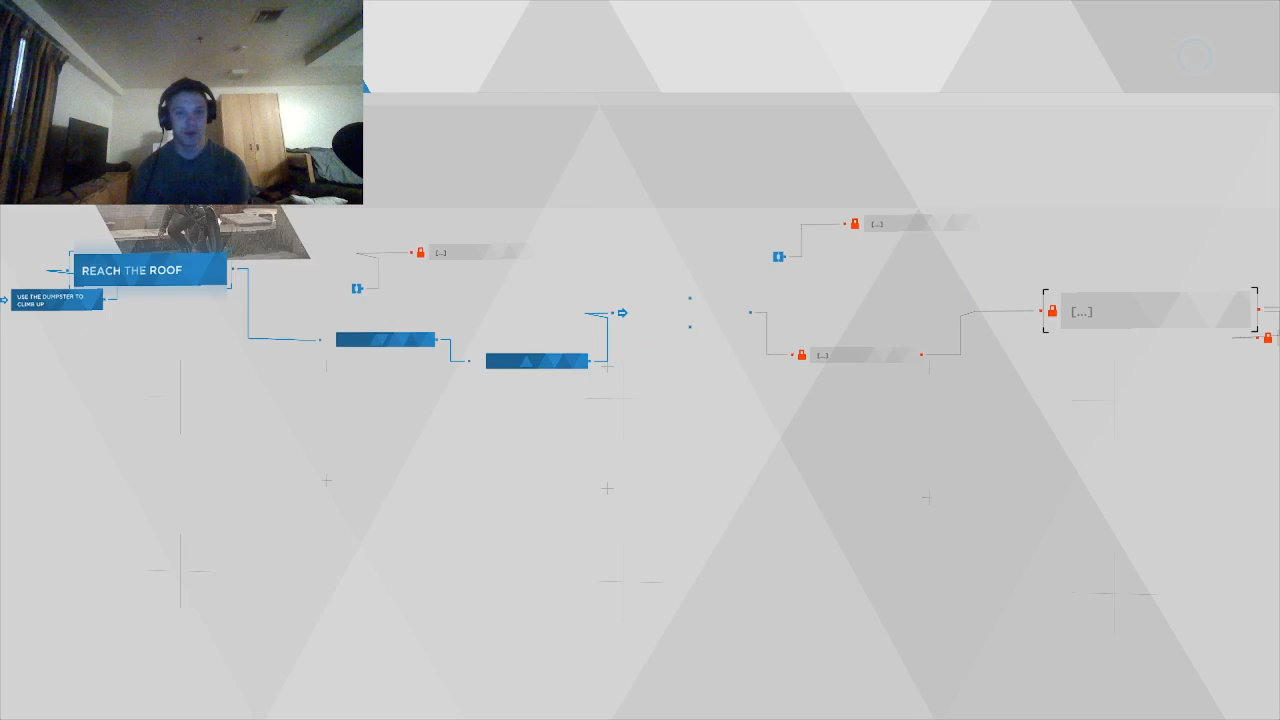 [...]
[...]
REACH THE ROOF
USE THE DUMPSTER TO
CLIMB UP
[...]
[...]